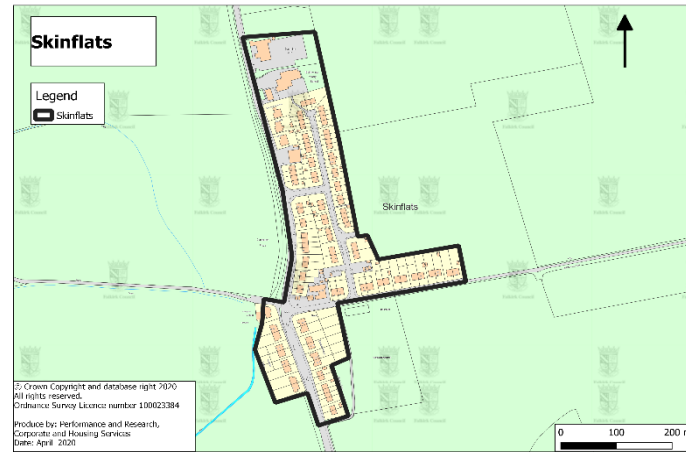 Skinflats
Legend
Skinflats
Skinflats
© Crown Copyright and database right 2020
All rights reserved.
Ordnance Survey Licence number 100023384
Produce by: Performance and Research,
Corporate and Housing Services
Date: April 2020
0 100 200 m